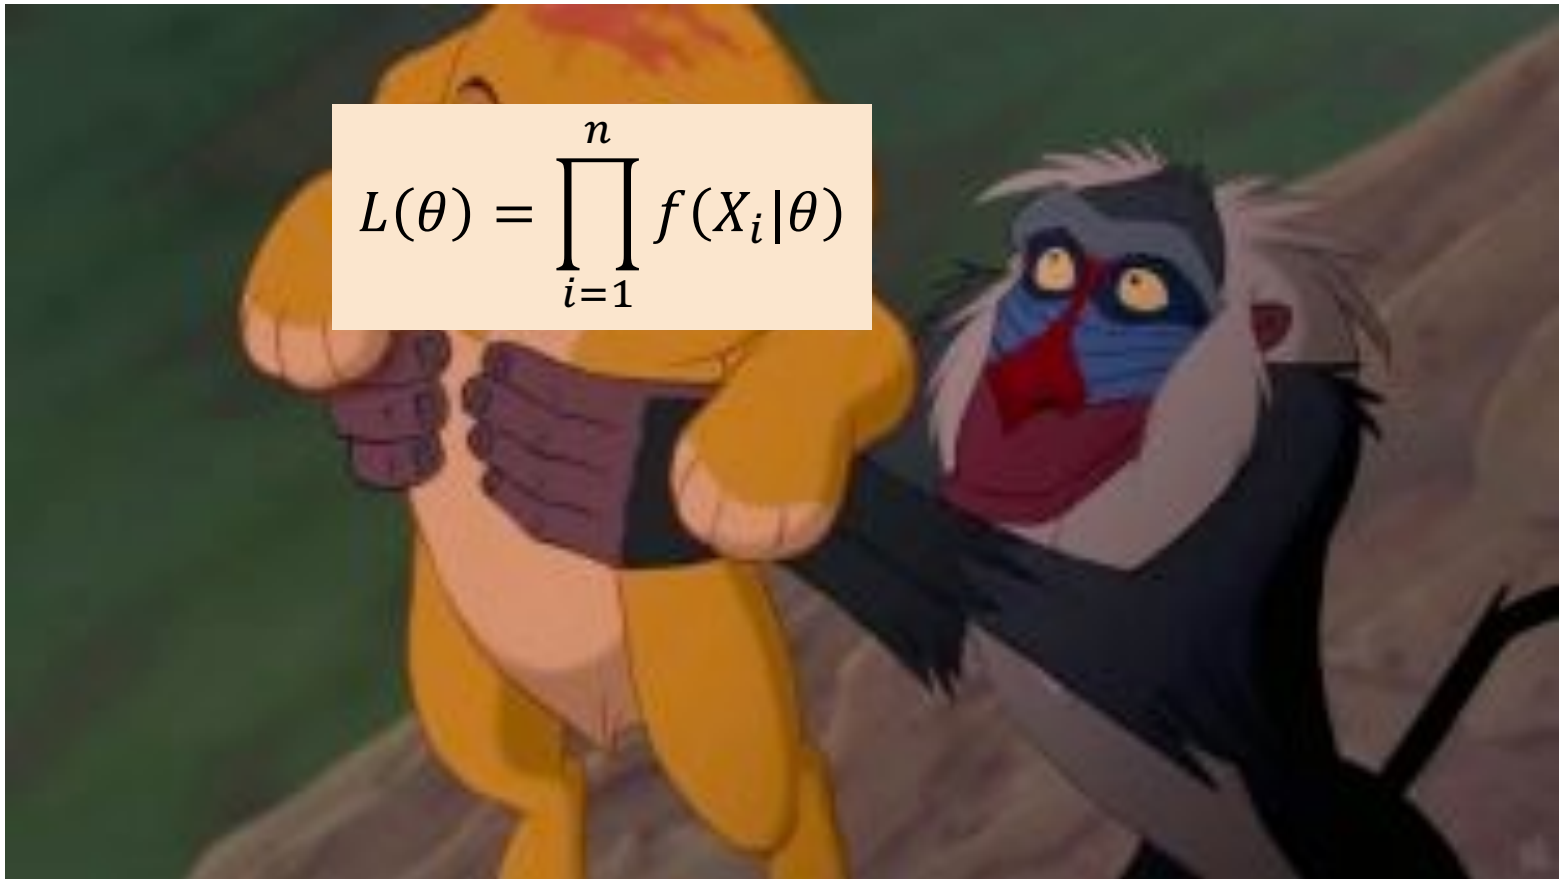 L(θ) = ∏_{i=1}^{n} f(X_i|θ)